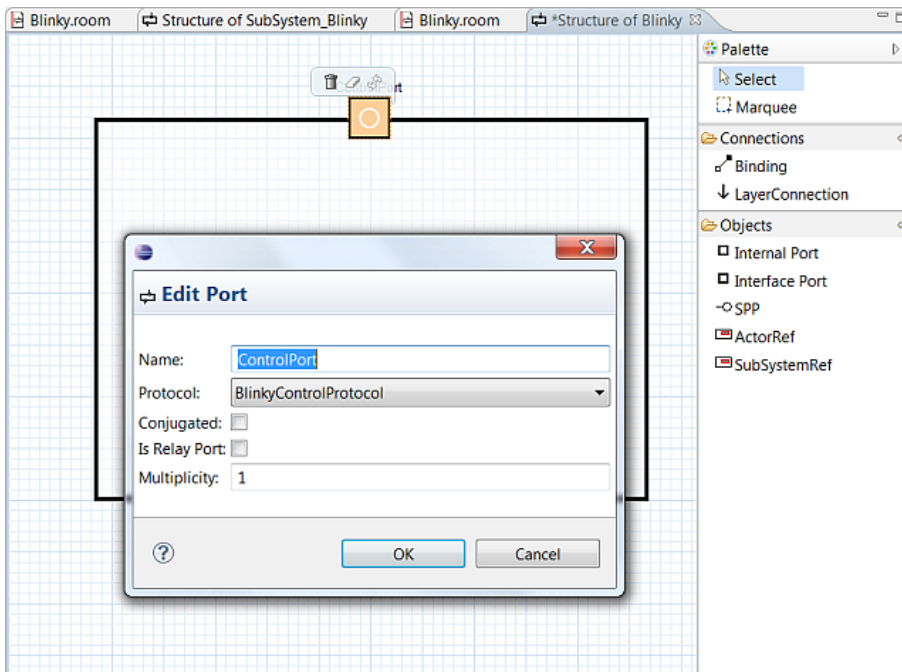 Blinky.room
Structure of SubSystem_Blinky
Blinky.room
*Structure of Blinky
Palette
Select
Marquee
Connections
Binding
LayerConnection
Objects
Internal Port
Interface Port
SPP
ActorRef
SubSystemRef
Edit Port
Name: ControlPort
Protocol: BlinkyControlProtocol
Conjugated:
Is Relay Port:
Multiplicity: 1
OK
Cancel